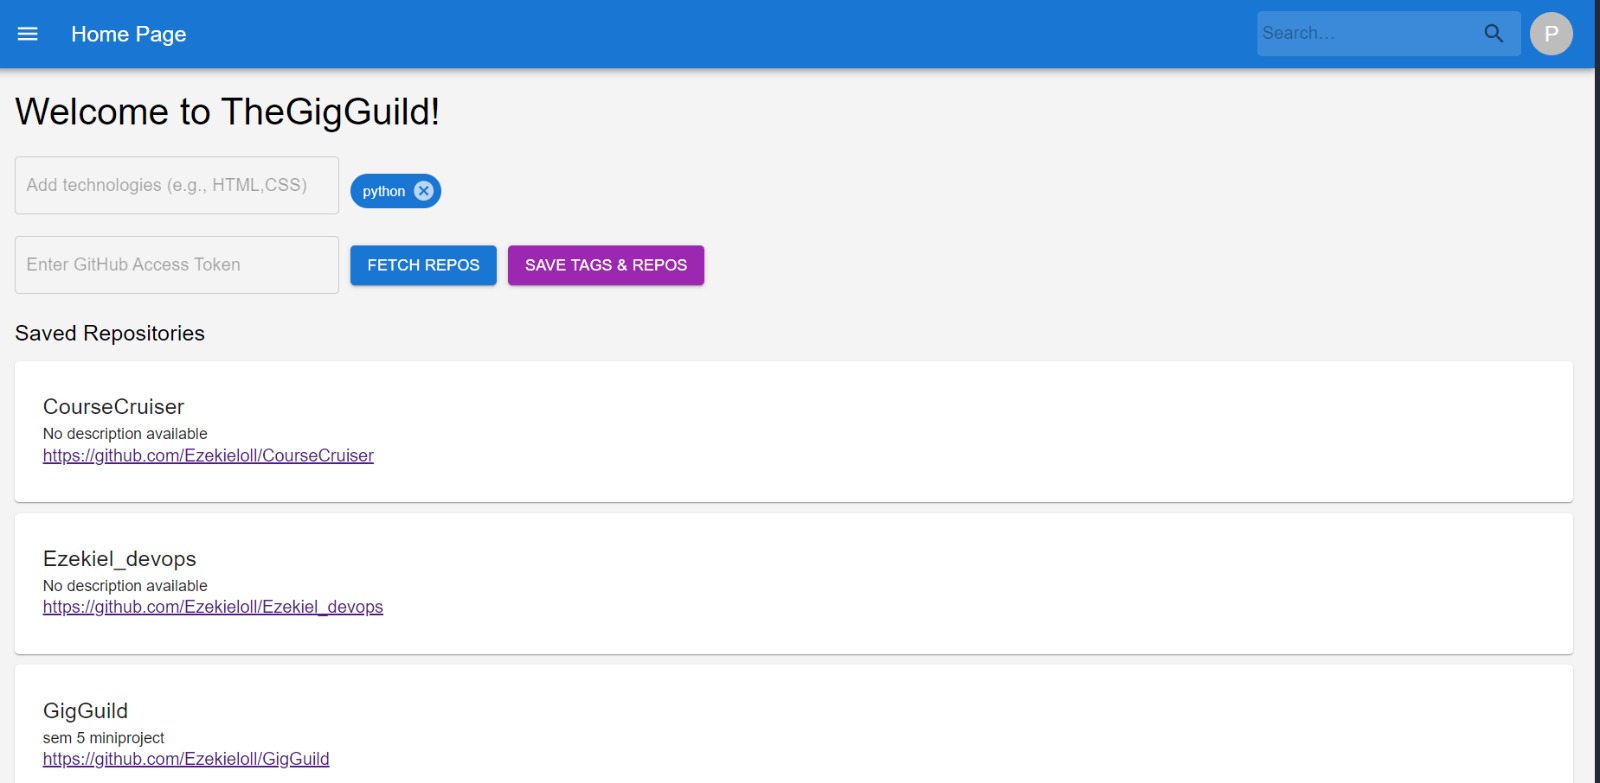 Home Page
Search...
P
Welcome to TheGigGuild!
Add technologies (e.g., HTML,CSS)
python
Enter GitHub Access Token
FETCH REPOS
SAVE TAGS & REPOS
Saved Repositories
CourseCruiser
No description available
https://github.com/Ezekieloll/CourseCruiser
Ezekiel_devops
No description available
https://github.com/Ezekieloll/Ezekiel_devops
GigGuild
sem 5 miniproject
https://github.com/Ezekieloll/GigGuild